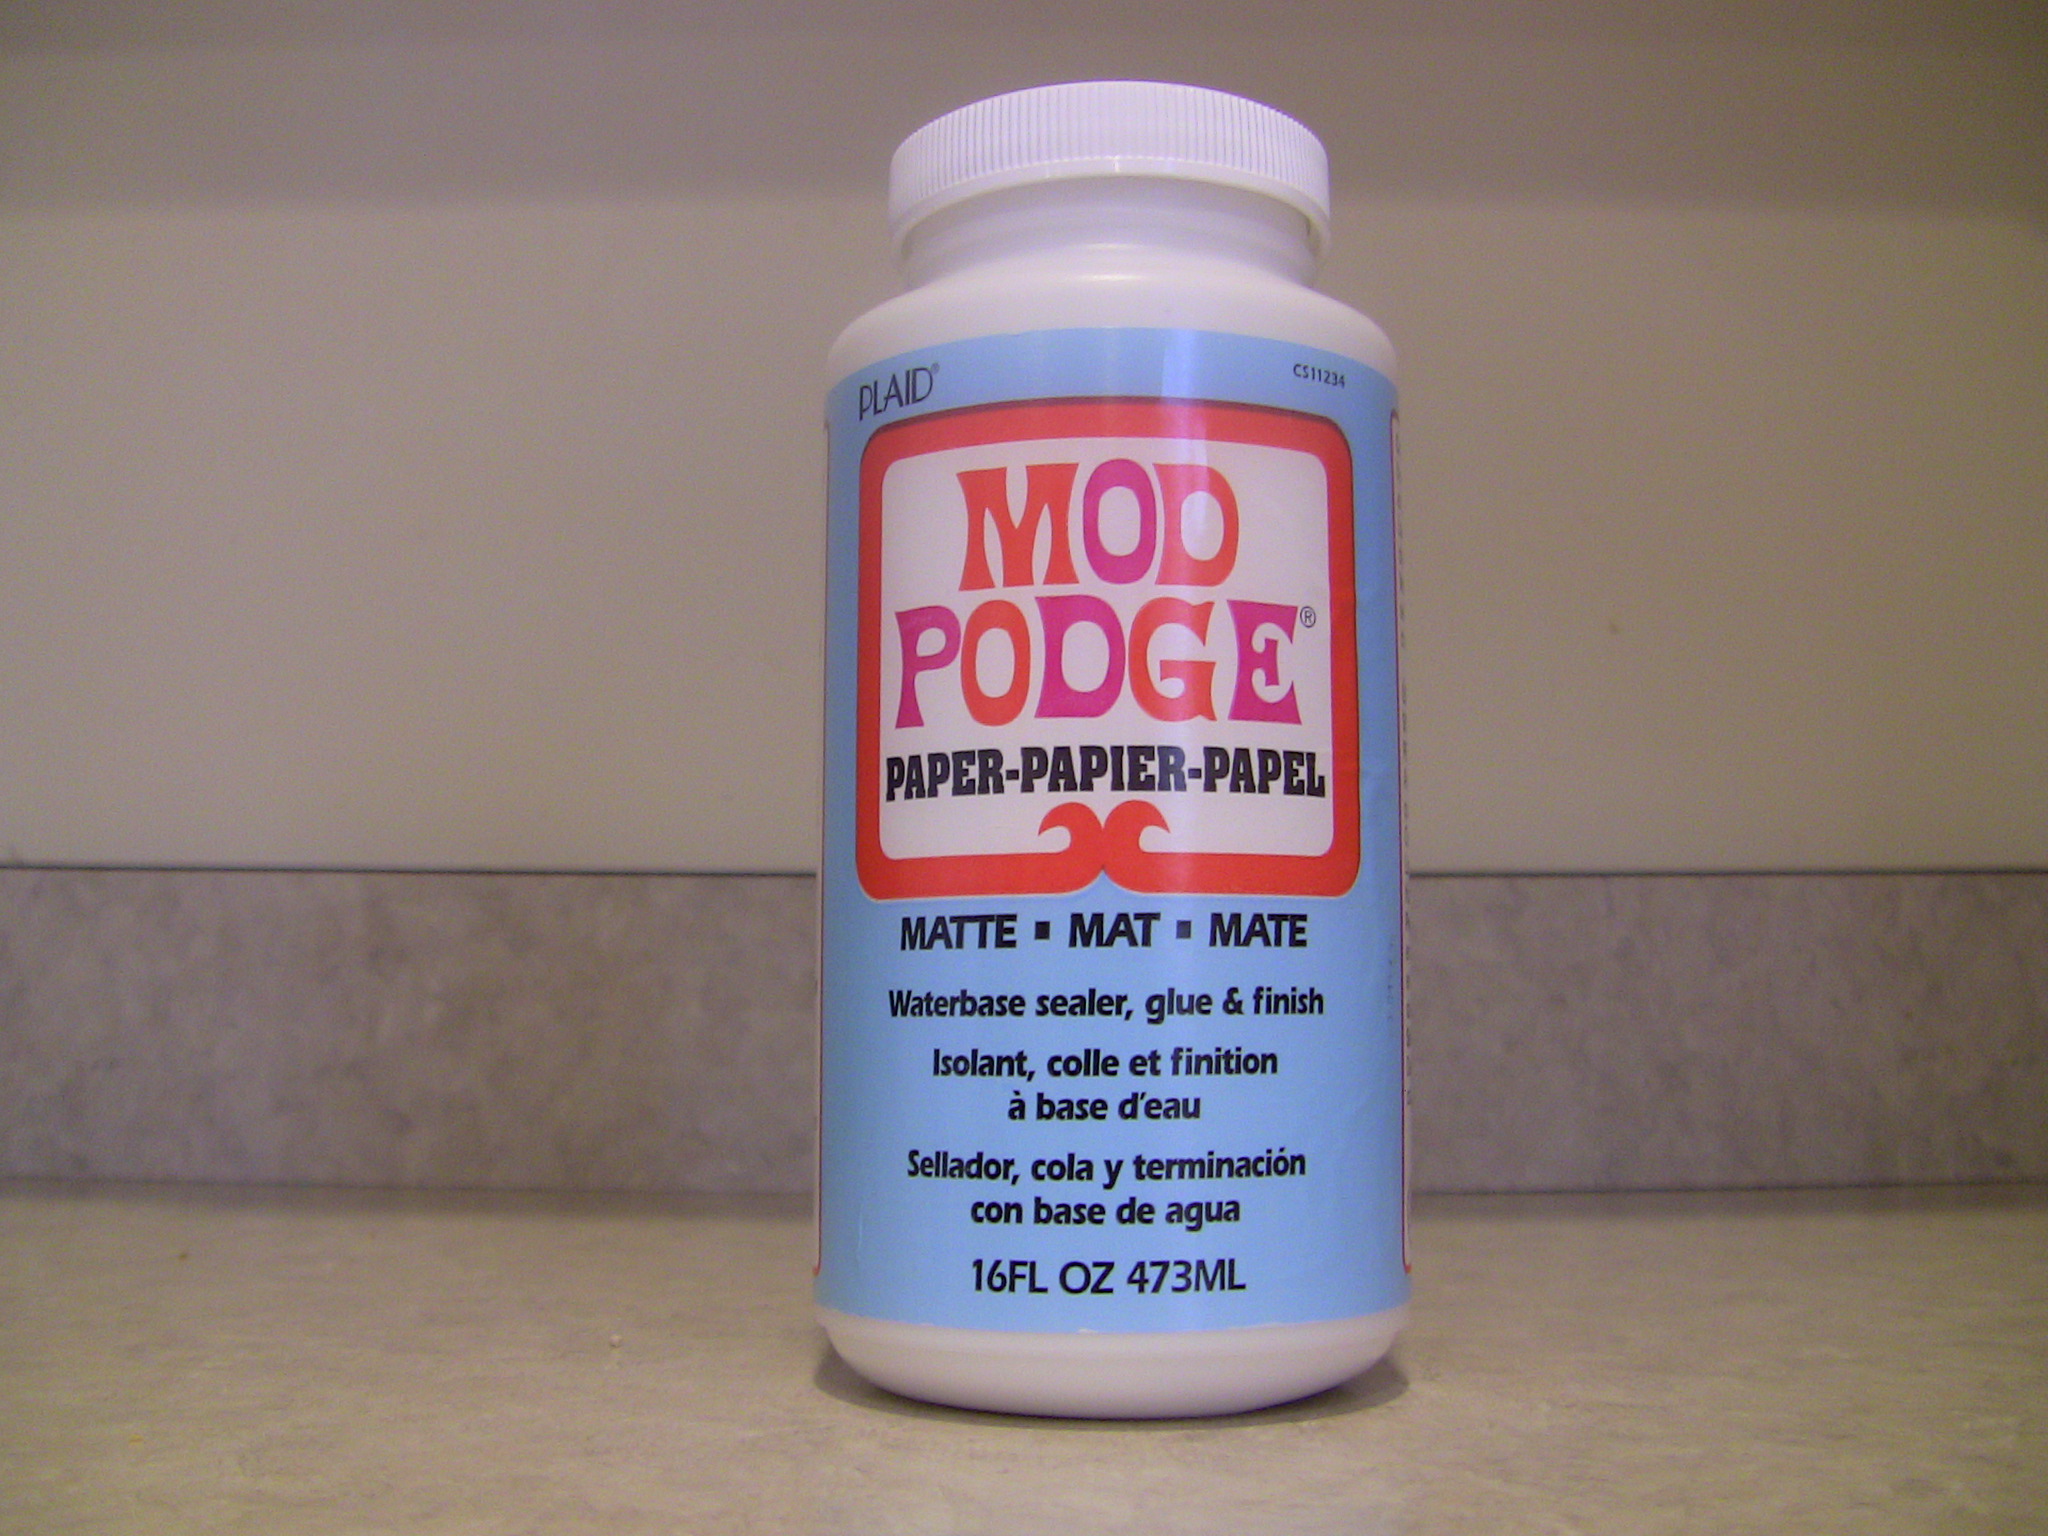 PLAID®
CS11234
MOD
PODGE®
PAPER-PAPIER-PAPEL
MATTE ▪ MAT ▪ MATE
Waterbase sealer, glue & finish
Isolant, colle et finition
à base d'eau
Sellador, cola y terminación
con base de agua
16FL OZ 473ML